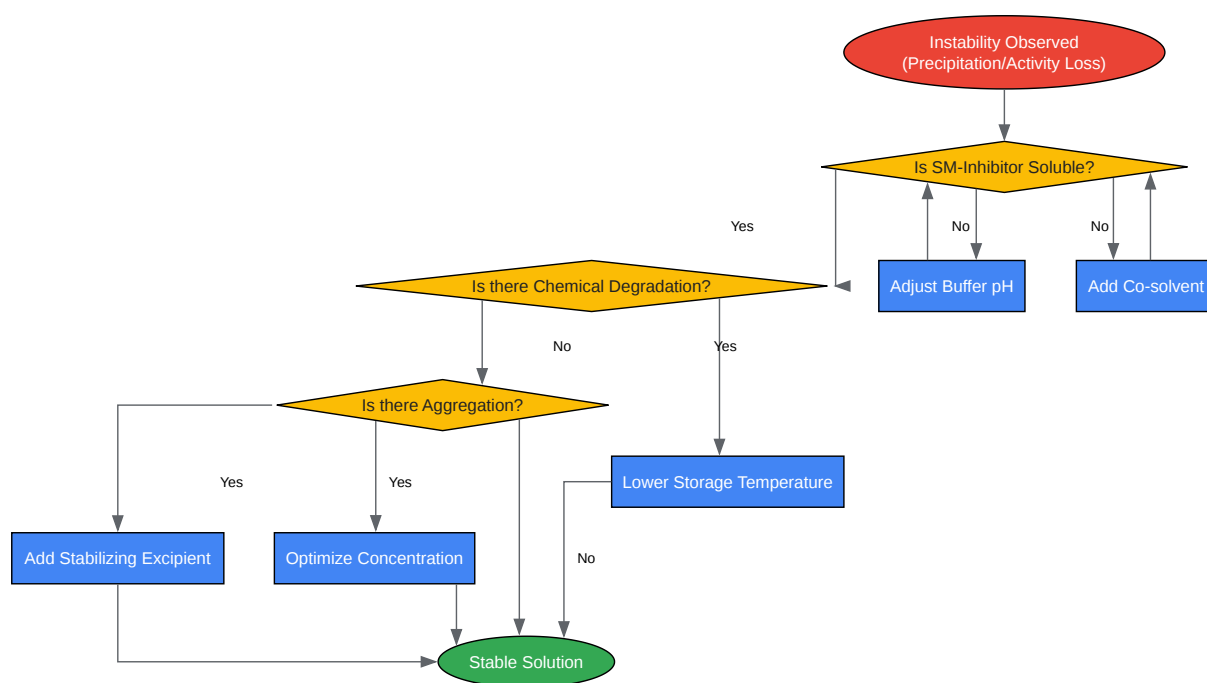 Instability Observed
(Precipitation/Activity Loss)
Is SM-Inhibitor Soluble?
Yes
No
No
Is there Chemical Degradation?
Adjust Buffer pH
Add Co-solvent
No
Yes
Is there Aggregation?
Yes
Yes
Lower Storage Temperature
Add Stabilizing Excipient
Optimize Concentration
No
Stable Solution